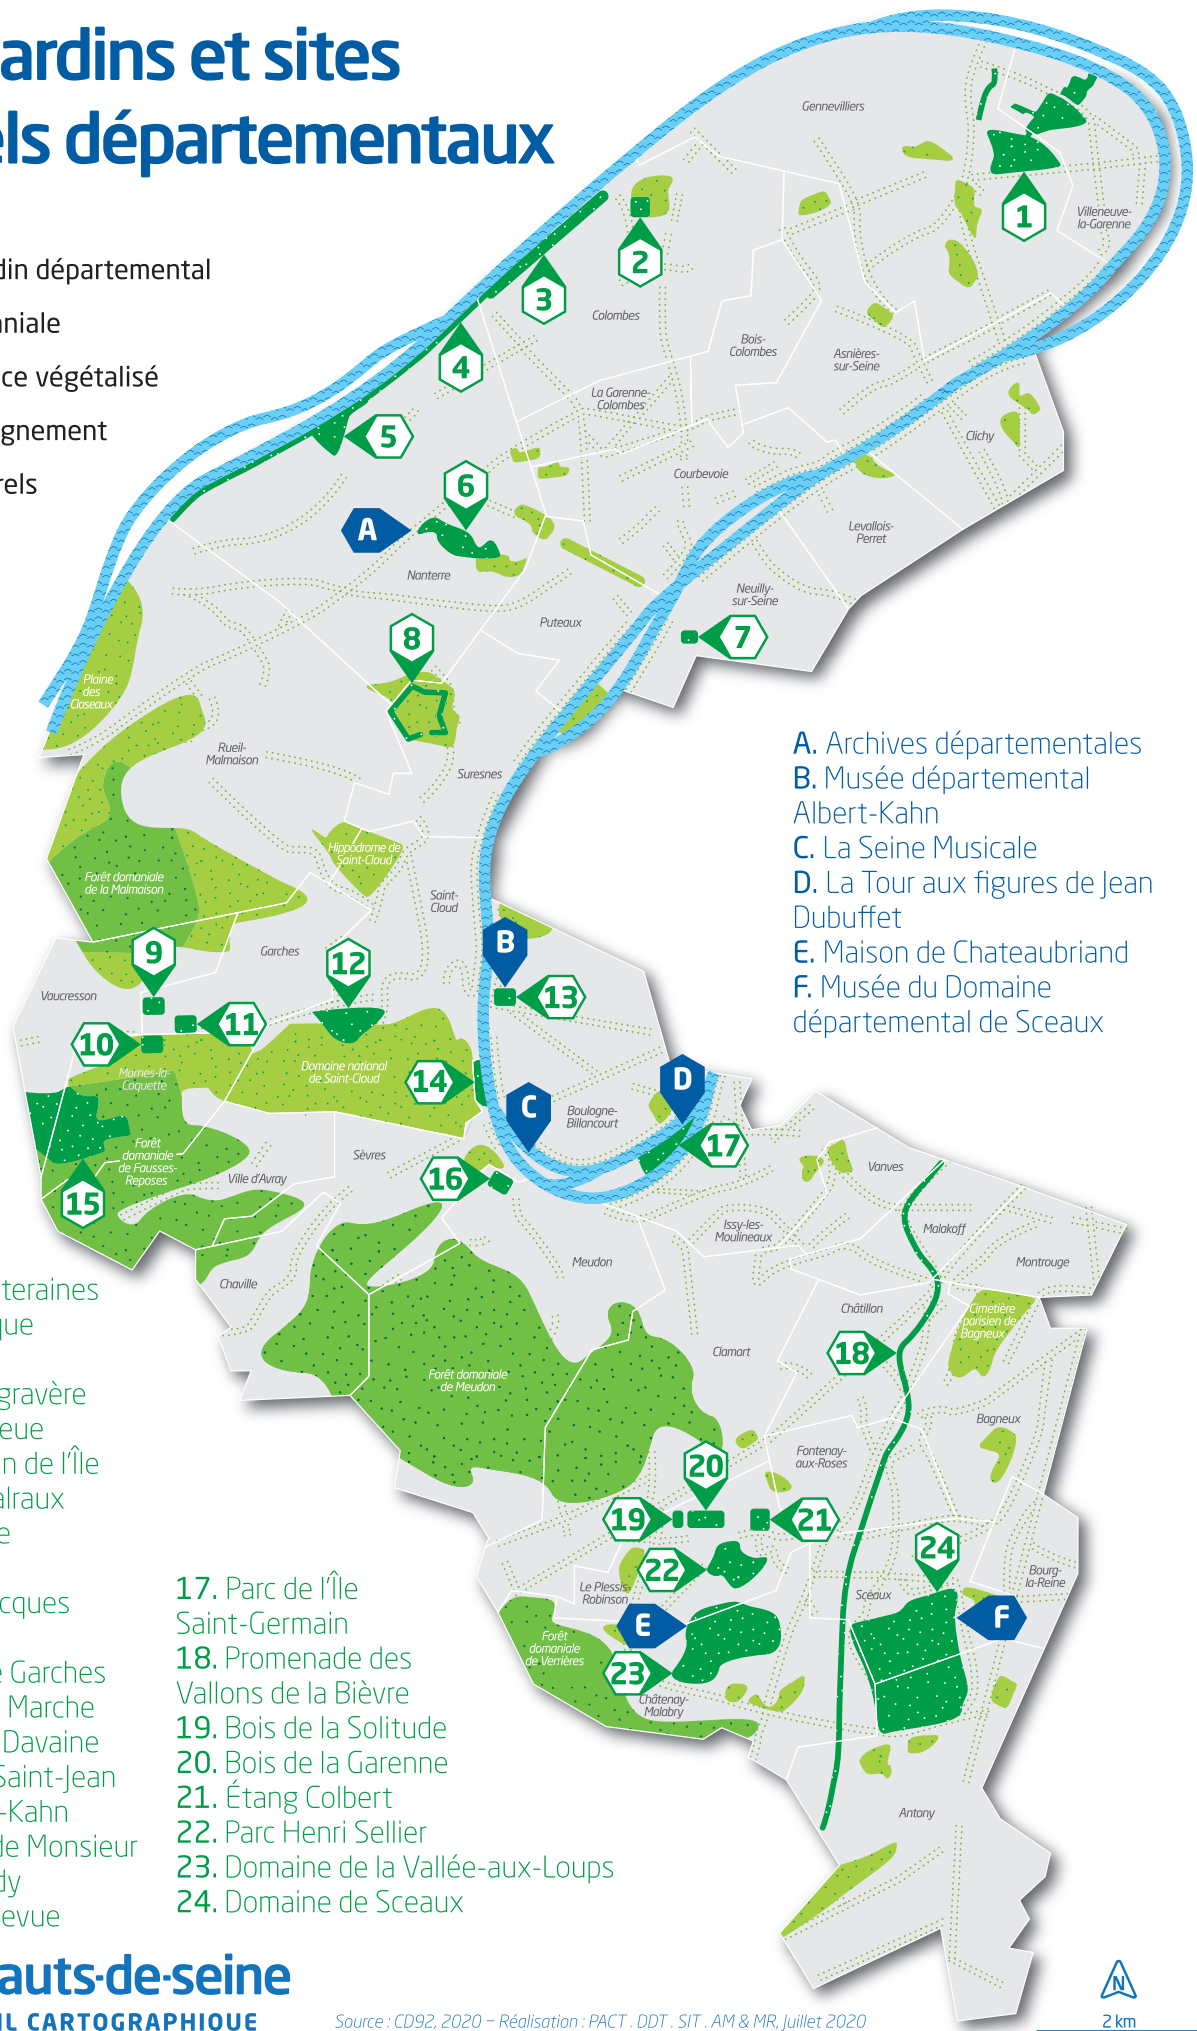 ardins et sites
els départementaux
din départemental
niale
ce végétalisé
gnement
rels
Gennevilliers
Villeneuve-
la-Garenne
1
2
3
Colombes
Bois-
Colombes
Asnières-
sur-Seine
4
La Garenne-
Colombes
5
Clichy
Courbevoie
6
A
Levallois-
Perret
Nanterre
Neuilly-
sur-Seine
Puteaux
7
8
Plaine
des
Closeaux
Rueil-
Malmaison
Suresnes
A. Archives départementales
B. Musée départemental
Albert-Kahn
C. La Seine Musicale
D. La Tour aux figures de Jean
Dubuffet
E. Maison de Chateaubriand
F. Musée du Domaine
départemental de Sceaux
Hippodrome de
Saint-Cloud
Forêt domaniale
de la Malmaison
Saint-
Cloud
B
9
Garches
12
Vaucresson
13
11
10
Marnes-la-
Coquette
Domaine national
de Saint-Cloud
14
D
C
Boulogne-
Billancourt
17
Forêt
domaniale
de Fausses-
Reposes
Sèvres
Ville d'Avray
16
15
Vanves
Issy-les-
Moulineaux
Malakoff
Montrouge
Meudon
Chaville
Châtillon
Cimetière
parisien de
Bagneux
18
Clamart
Forêt domaniale
de Meudon
Bagneux
Fontenay-
aux-Roses
20
19
21
24
22
Le Plessis-
Robinson
Sceaux
Bourg-
la-Reine
E
F
Forêt
domaniale
de Verrières
23
Châtenay-
Malabry
Antony
teraines
que
gravère
eue
n de l'Île
alraux
e
cques
e Garches
Marche
Davaine
Saint-Jean
-Kahn
de Monsieur
dy
evue
17. Parc de l'Île
Saint-Germain
18. Promenade des
Vallons de la Bièvre
19. Bois de la Solitude
20. Bois de la Garenne
21. Étang Colbert
22. Parc Henri Sellier
23. Domaine de la Vallée-aux-Loups
24. Domaine de Sceaux
auts-de-seine
IL CARTOGRAPHIQUE
Source : CD92, 2020 – Réalisation : PACT . DDT . SIT . AM & MR, Juillet 2020
N
2 km